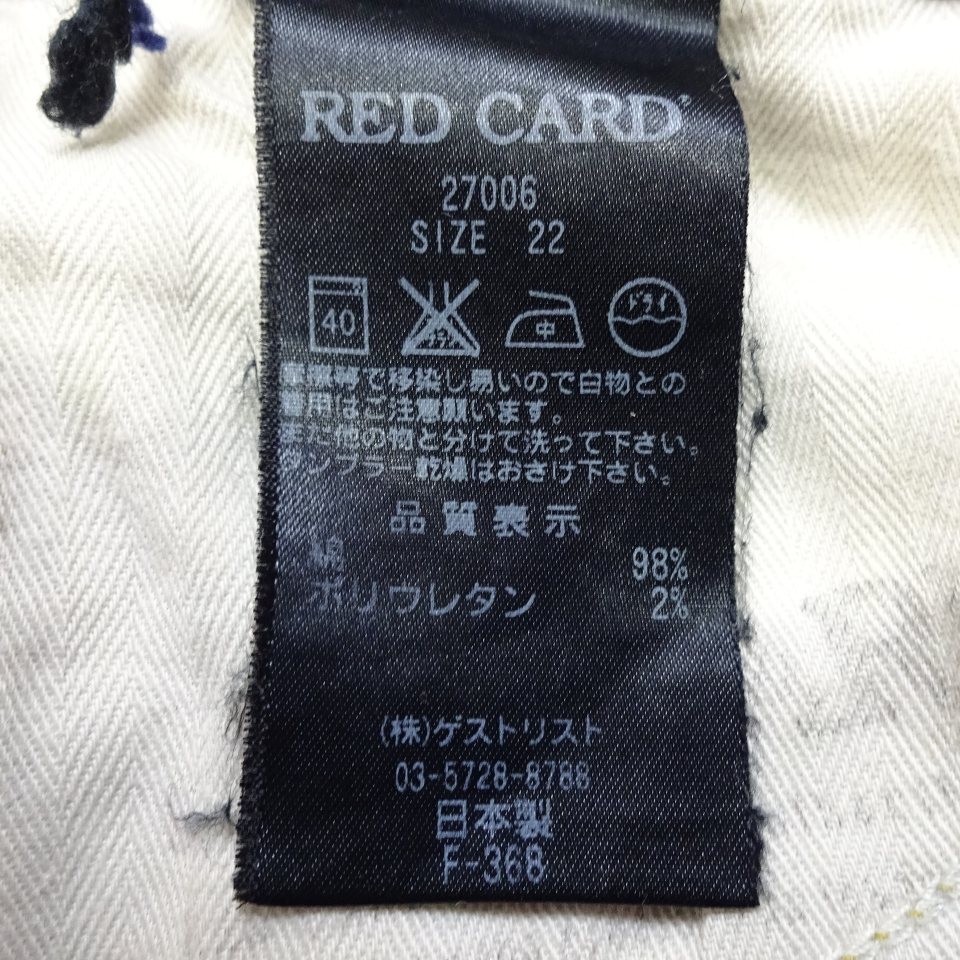 RED CARD
27006
SIZE 22
40 中 ドライ
等で移染し易いので白物との
着用はご注意願います。
また他の物と分けて洗って下さい。
タンブラー乾燥はおさけ下さい。
品質表示
綿 98%
ポリウレタン 2%
(株)ゲストリスト
03-5728-8788
日本製
F-368